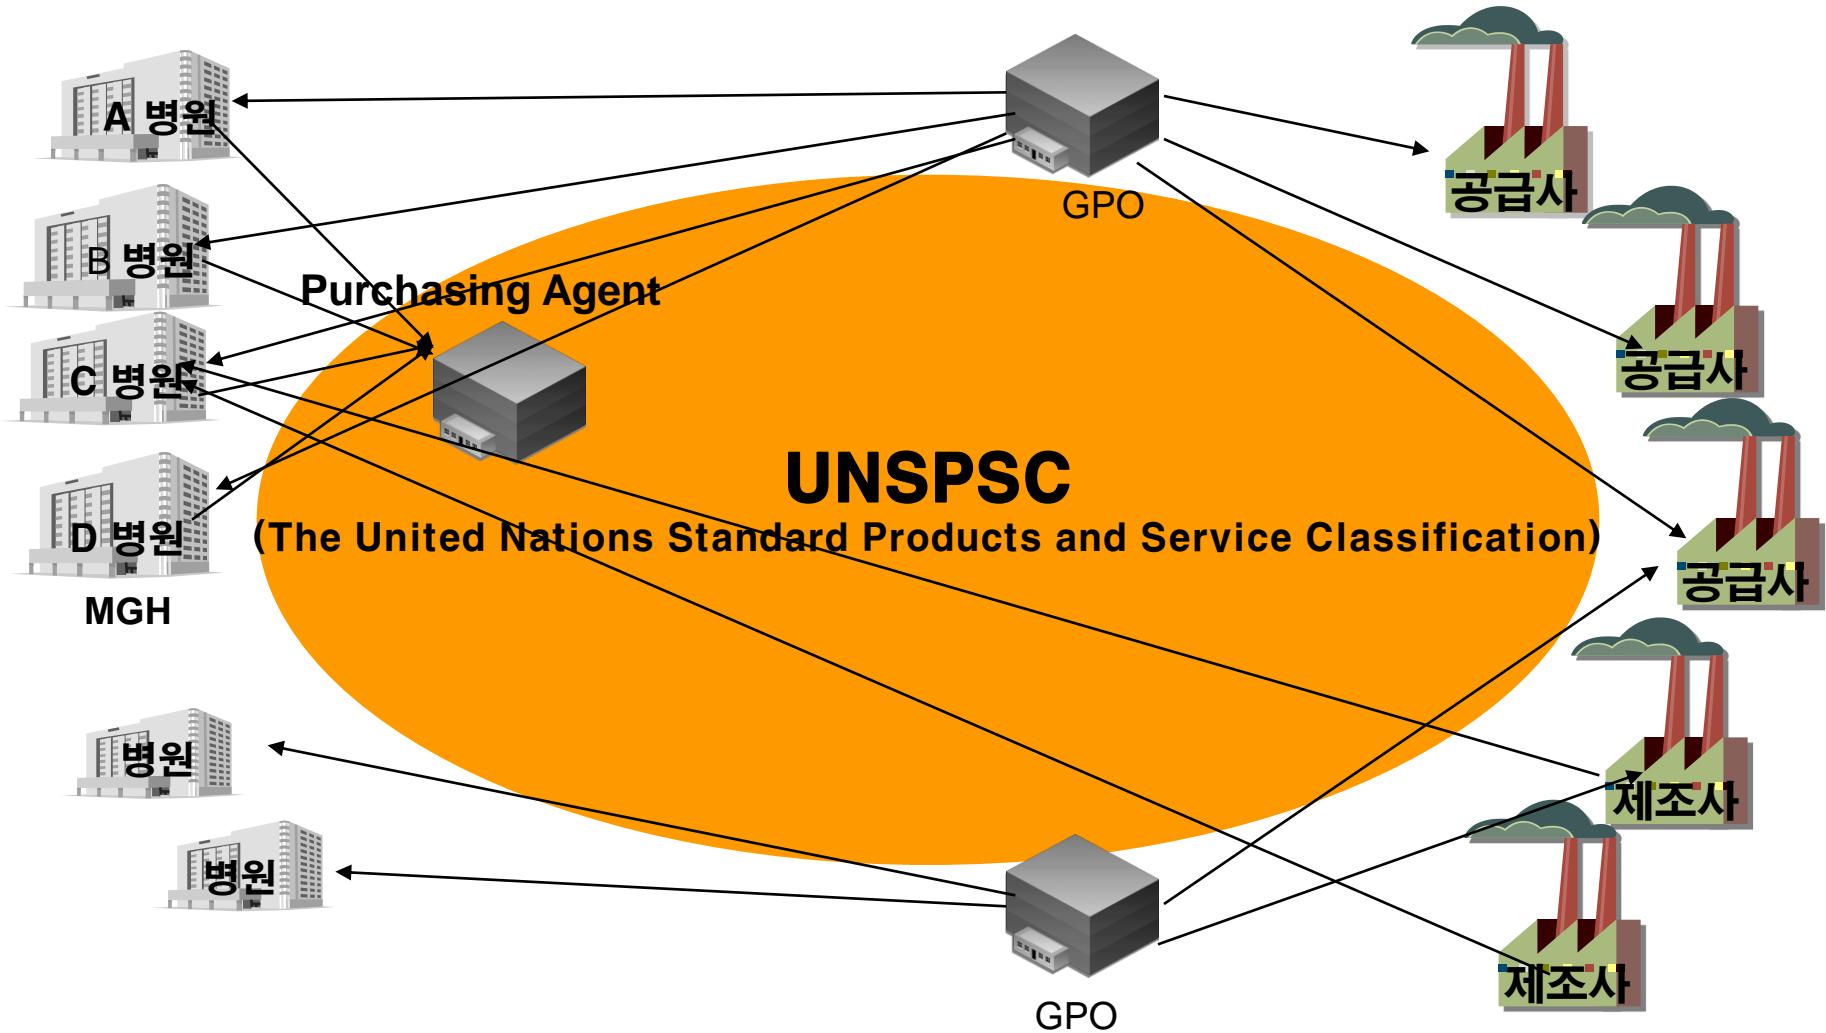 A 병원
GPO
공급사
B 병원
Purchasing Agent
공급사
C 병원
UNSPSC
(The United Nations Standard Products and Service Classification)
D 병원
공급사
MGH
병원
제조사
병원
제조사
GPO